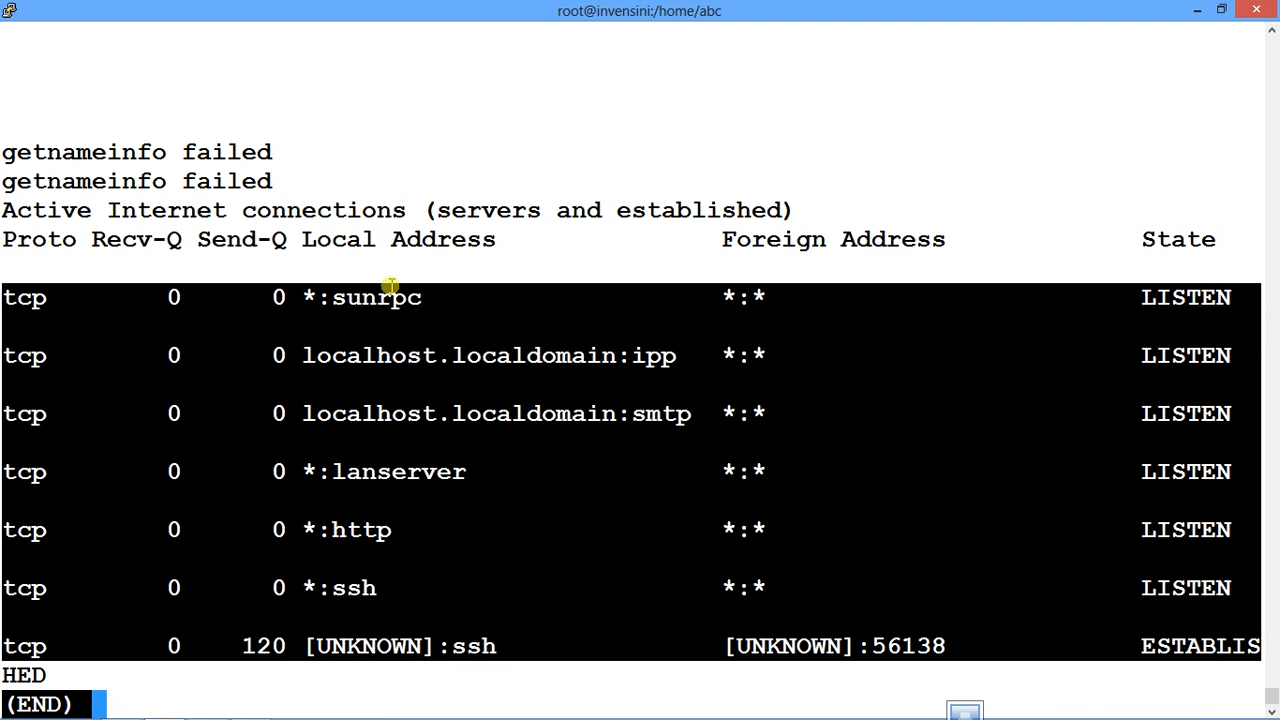 root@invensini:/home/abc
getnameinfo failed
getnameinfo failed
Active Internet connections (servers and established)
Proto Recv-Q Send-Q Local Address Foreign Address State
tcp 0 0 *:sunrpc *:* LISTEN
tcp 0 0 localhost.localdomain:ipp *:* LISTEN
tcp 0 0 localhost.localdomain:smtp *:* LISTEN
tcp 0 0 *:lanserver *:* LISTEN
tcp 0 0 *:http *:* LISTEN
tcp 0 0 *:ssh *:* LISTEN
tcp 0 120 [UNKNOWN]:ssh [UNKNOWN]:56138 ESTABLIS
HED
(END)